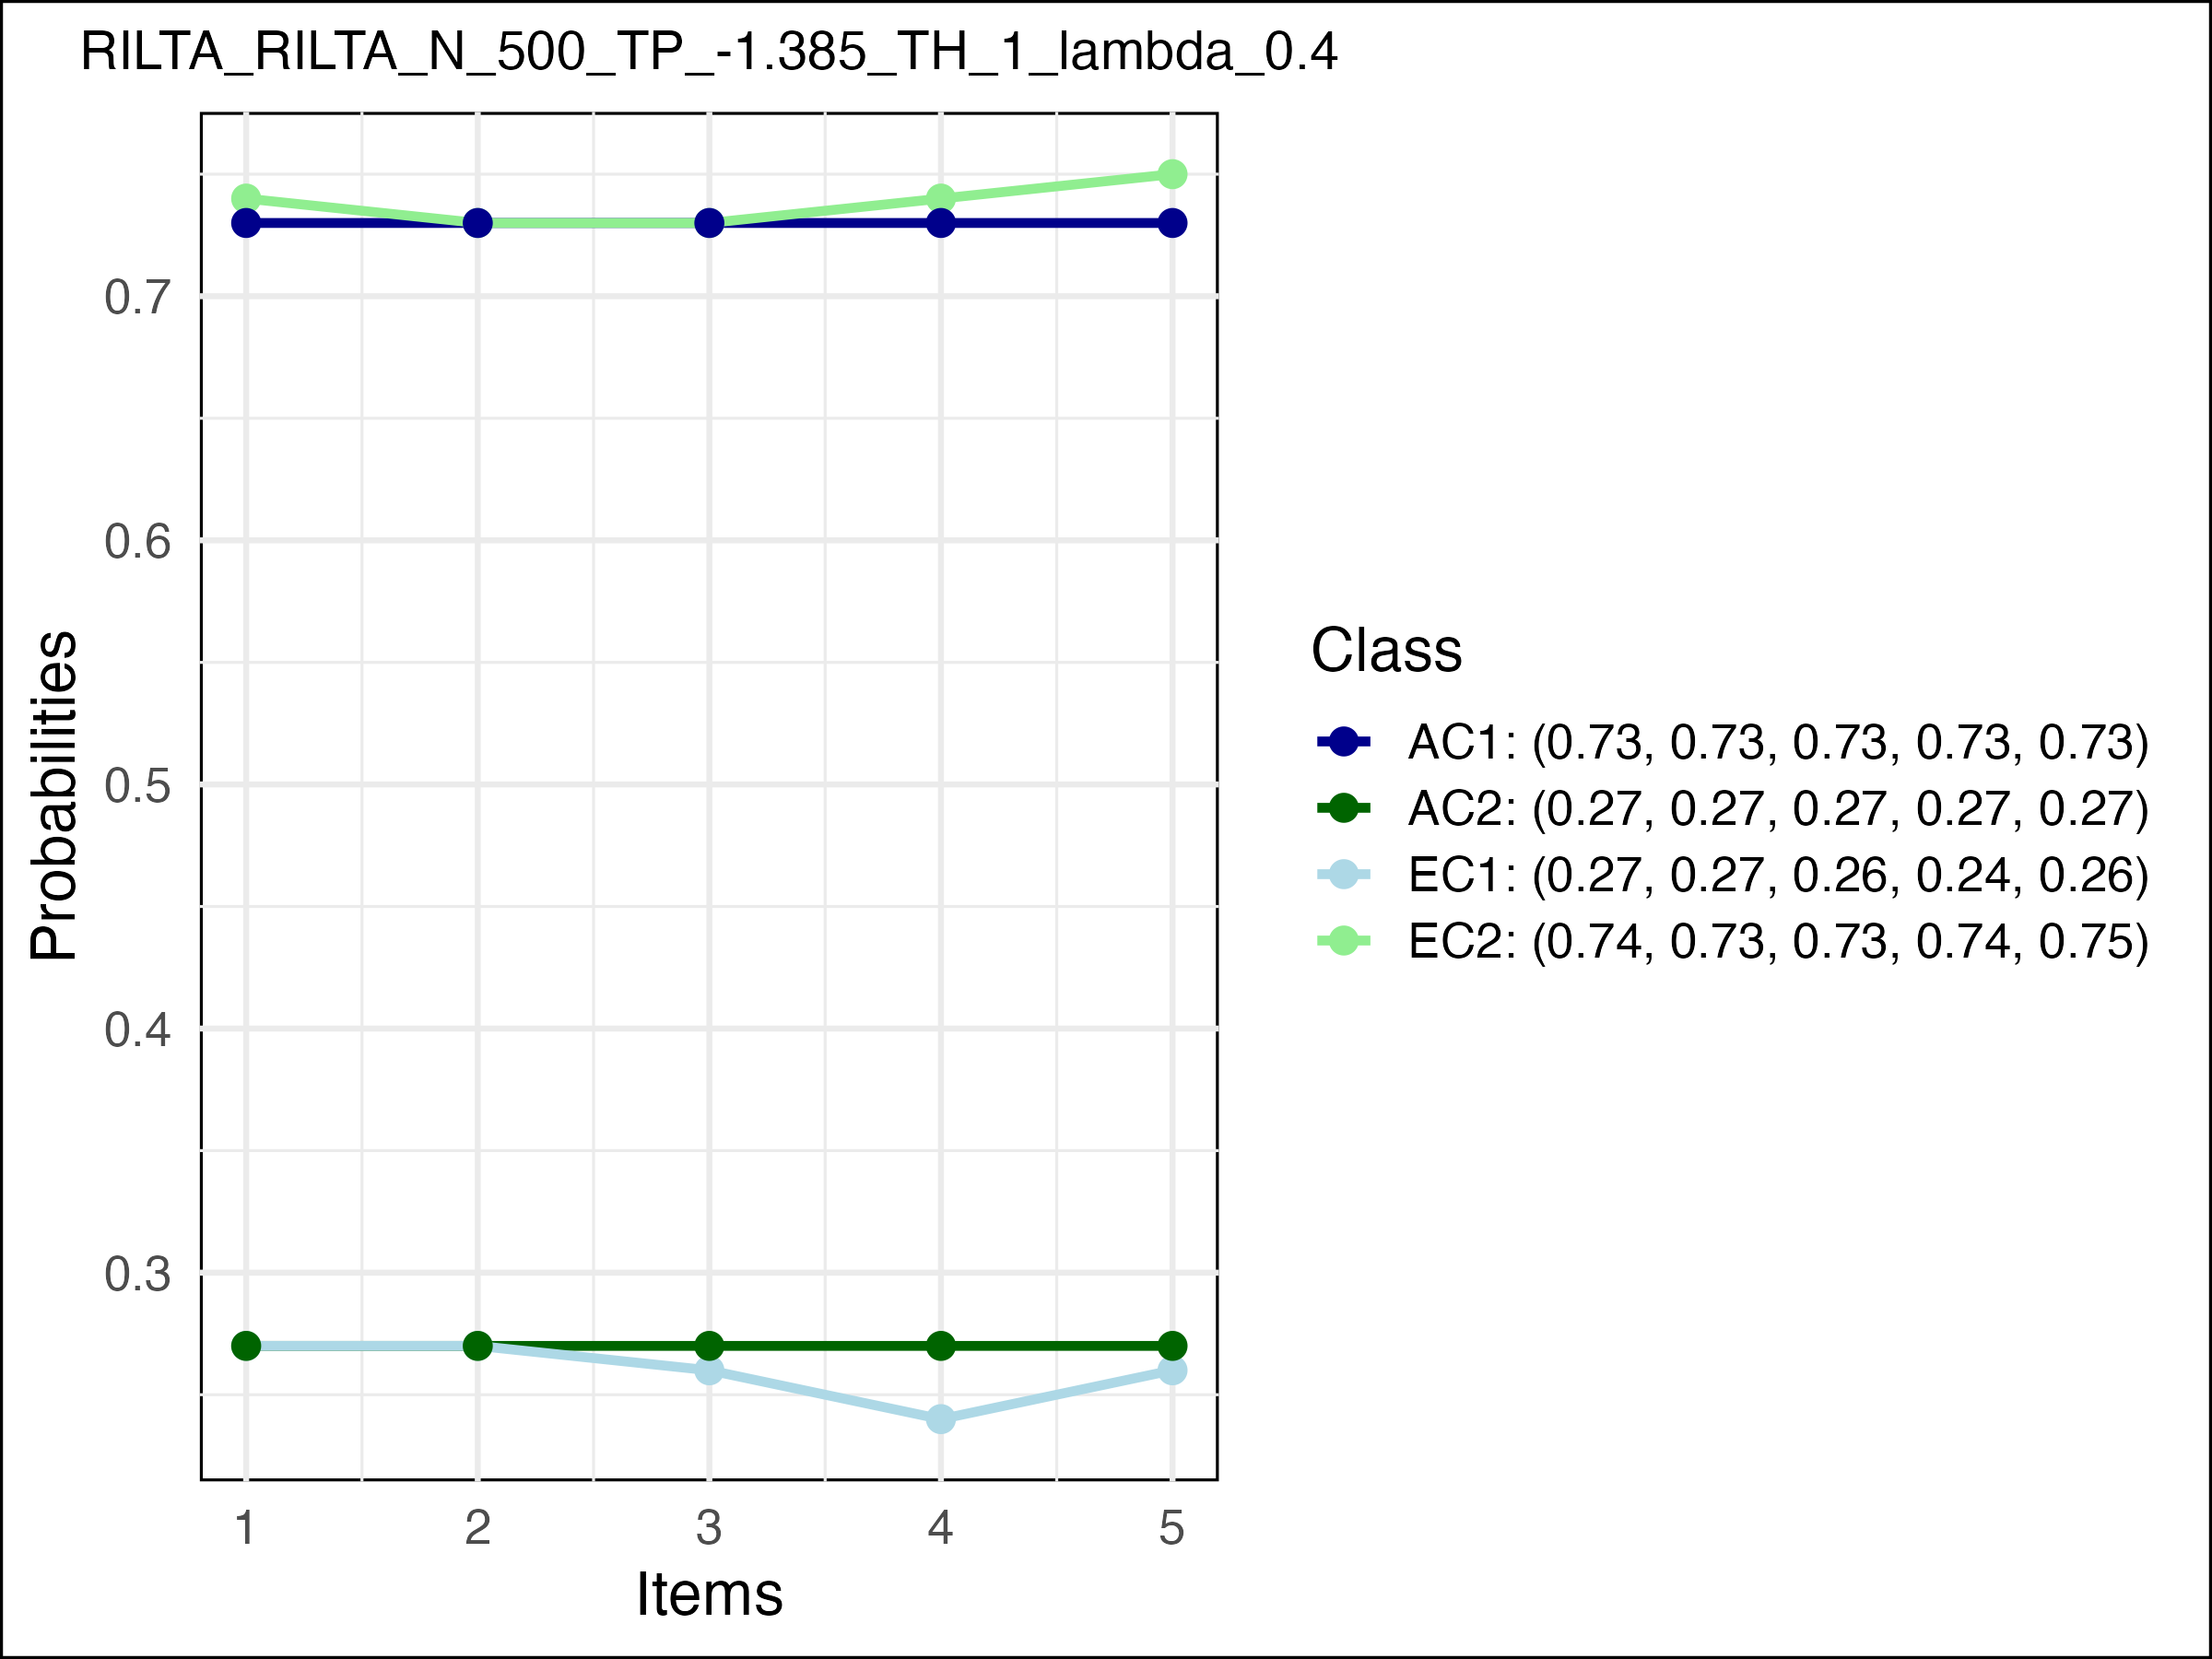 RILTA_RILTA_N_500_TP_-1.385_TH_1_lambda_0.4
Probabilities
0.7
0.6
0.5
0.4
0.3
1 2 3 4 5
Items
Class
AC1: (0.73, 0.73, 0.73, 0.73, 0.73)
AC2: (0.27, 0.27, 0.27, 0.27, 0.27)
EC1: (0.27, 0.27, 0.26, 0.24, 0.26)
EC2: (0.74, 0.73, 0.73, 0.74, 0.75)